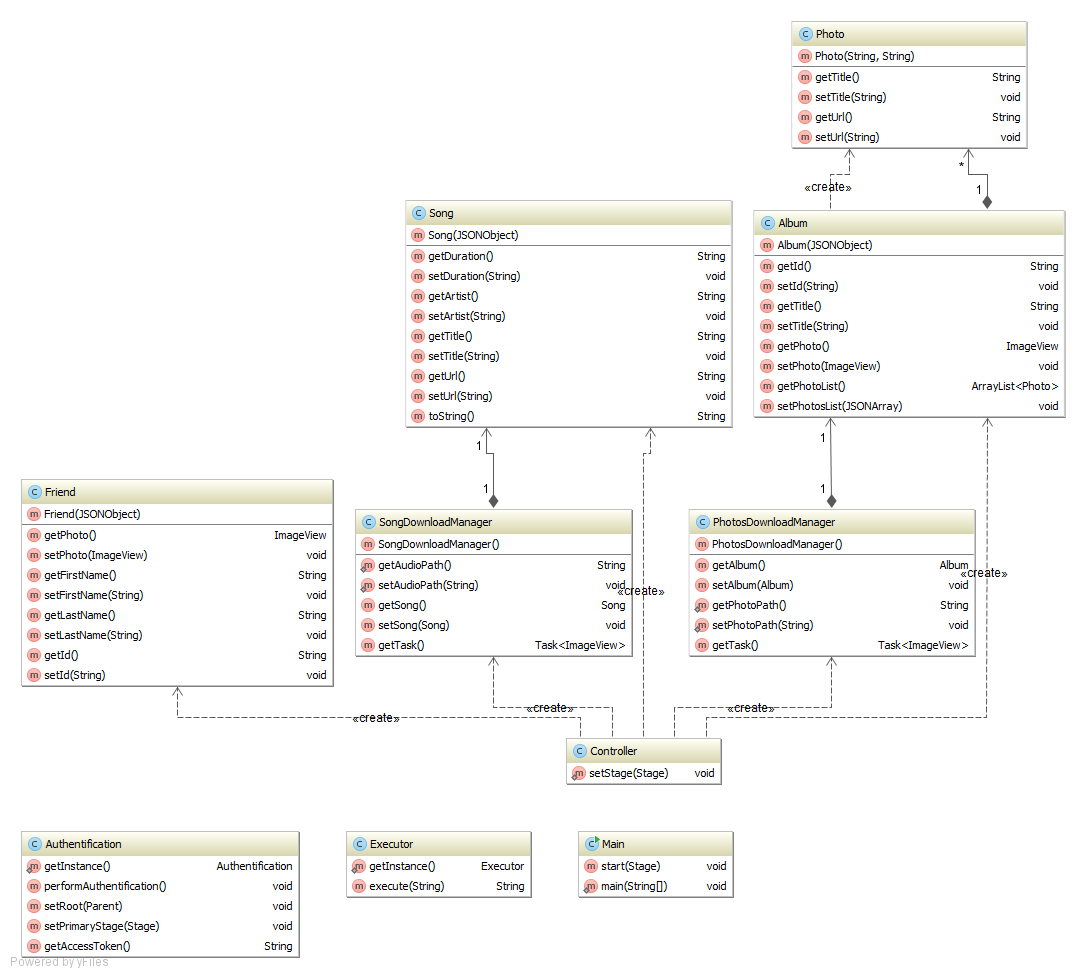 Photo
Photo(String, String)
getTitle() String
setTitle(String) void
getUrl() String
setUrl(String) void
«create»
*
1
Song
Song(JSONObject)
getDuration() String
setDuration(String) void
getArtist() String
setArtist(String) void
getTitle() String
setTitle(String) void
getUrl() String
setUrl(String) void
toString() String
Album
Album(JSONObject)
getId() String
setId(String) void
getTitle() String
setTitle(String) void
getPhoto() ImageView
setPhoto(ImageView) void
getPhotoList() ArrayList<Photo>
setPhotosList(JSONArray) void
1
1
1
1
Friend
Friend(JSONObject)
getPhoto() ImageView
setPhoto(ImageView) void
getFirstName() String
setFirstName(String) void
getLastName() String
setLastName(String) void
getId() String
setId(String) void
SongDownloadManager
SongDownloadManager()
getAudioPath() String
setAudioPath(String) void
getSong() Song
setSong(Song) void
getTask() Task<ImageView>
«create»
PhotosDownloadManager
PhotosDownloadManager()
getAlbum() Album
setAlbum(Album) void
getPhotoPath() String
setPhotoPath(String) void
getTask() Task<ImageView>
«create»
«create»
«create»
«create»
Controller
setStage(Stage) void
Authentification
getInstance() Authentification
performAuthentification() void
setRoot(Parent) void
setPrimaryStage(Stage) void
getAccessToken() String
Executor
getInstance() Executor
execute(String) String
Main
start(Stage) void
main(String[]) void
Powered by yFiles